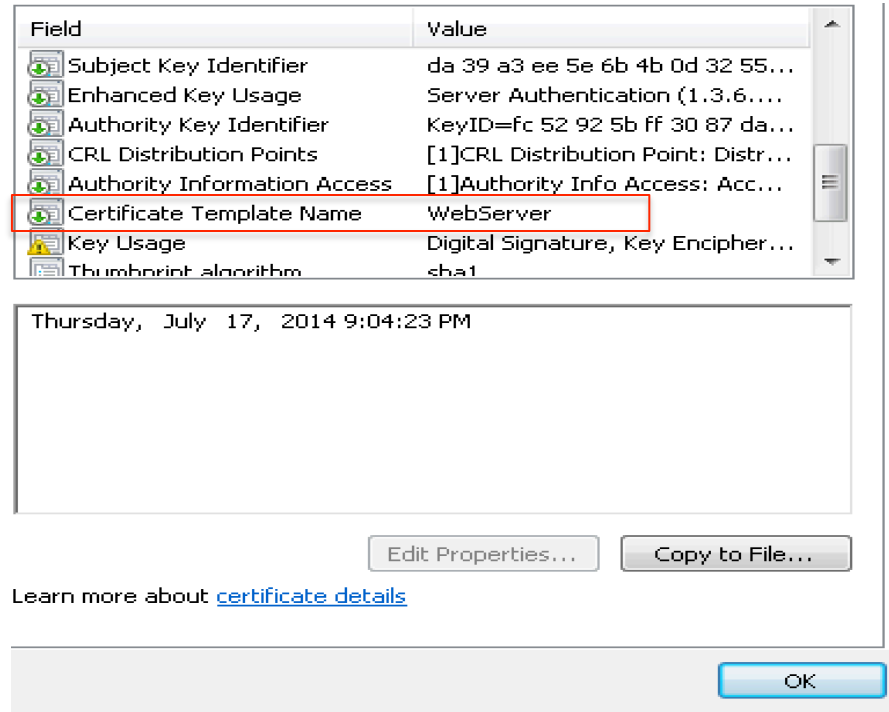 Field Value
Subject Key Identifier da 39 a3 ee 5e 6b 4b 0d 32 55...
Enhanced Key Usage Server Authentication (1.3.6....
Authority Key Identifier KeyID=fc 52 92 5b ff 30 87 da...
CRL Distribution Points [1]CRL Distribution Point: Distr...
Authority Information Access [1]Authority Info Access: Acc...
Certificate Template Name WebServer
Key Usage Digital Signature, Key Encipher...
Thumbprint algorithm sha1
Thursday, July 17, 2014 9:04:23 PM
Edit Properties... Copy to File...
Learn more about certificate details
OK